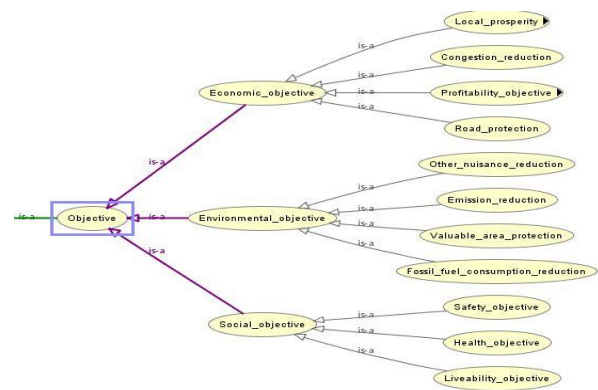 Local_prosperity
is-a
Congestion_reduction
is-a
Economic_objective
is-a
Profitability_objective
is-a
Road_protection
is-a
Other_nuisance_reduction
is-a
Emission_reduction
is-a
is-a
Objective
is-a
Environmental_objective
is-a
Valuable_area_protection
is-a
Fossil_fuel_consumption_reduction
is-a
Safety_objective
is-a
Social_objective
is-a
Health_objective
is-a
Liveability_objective